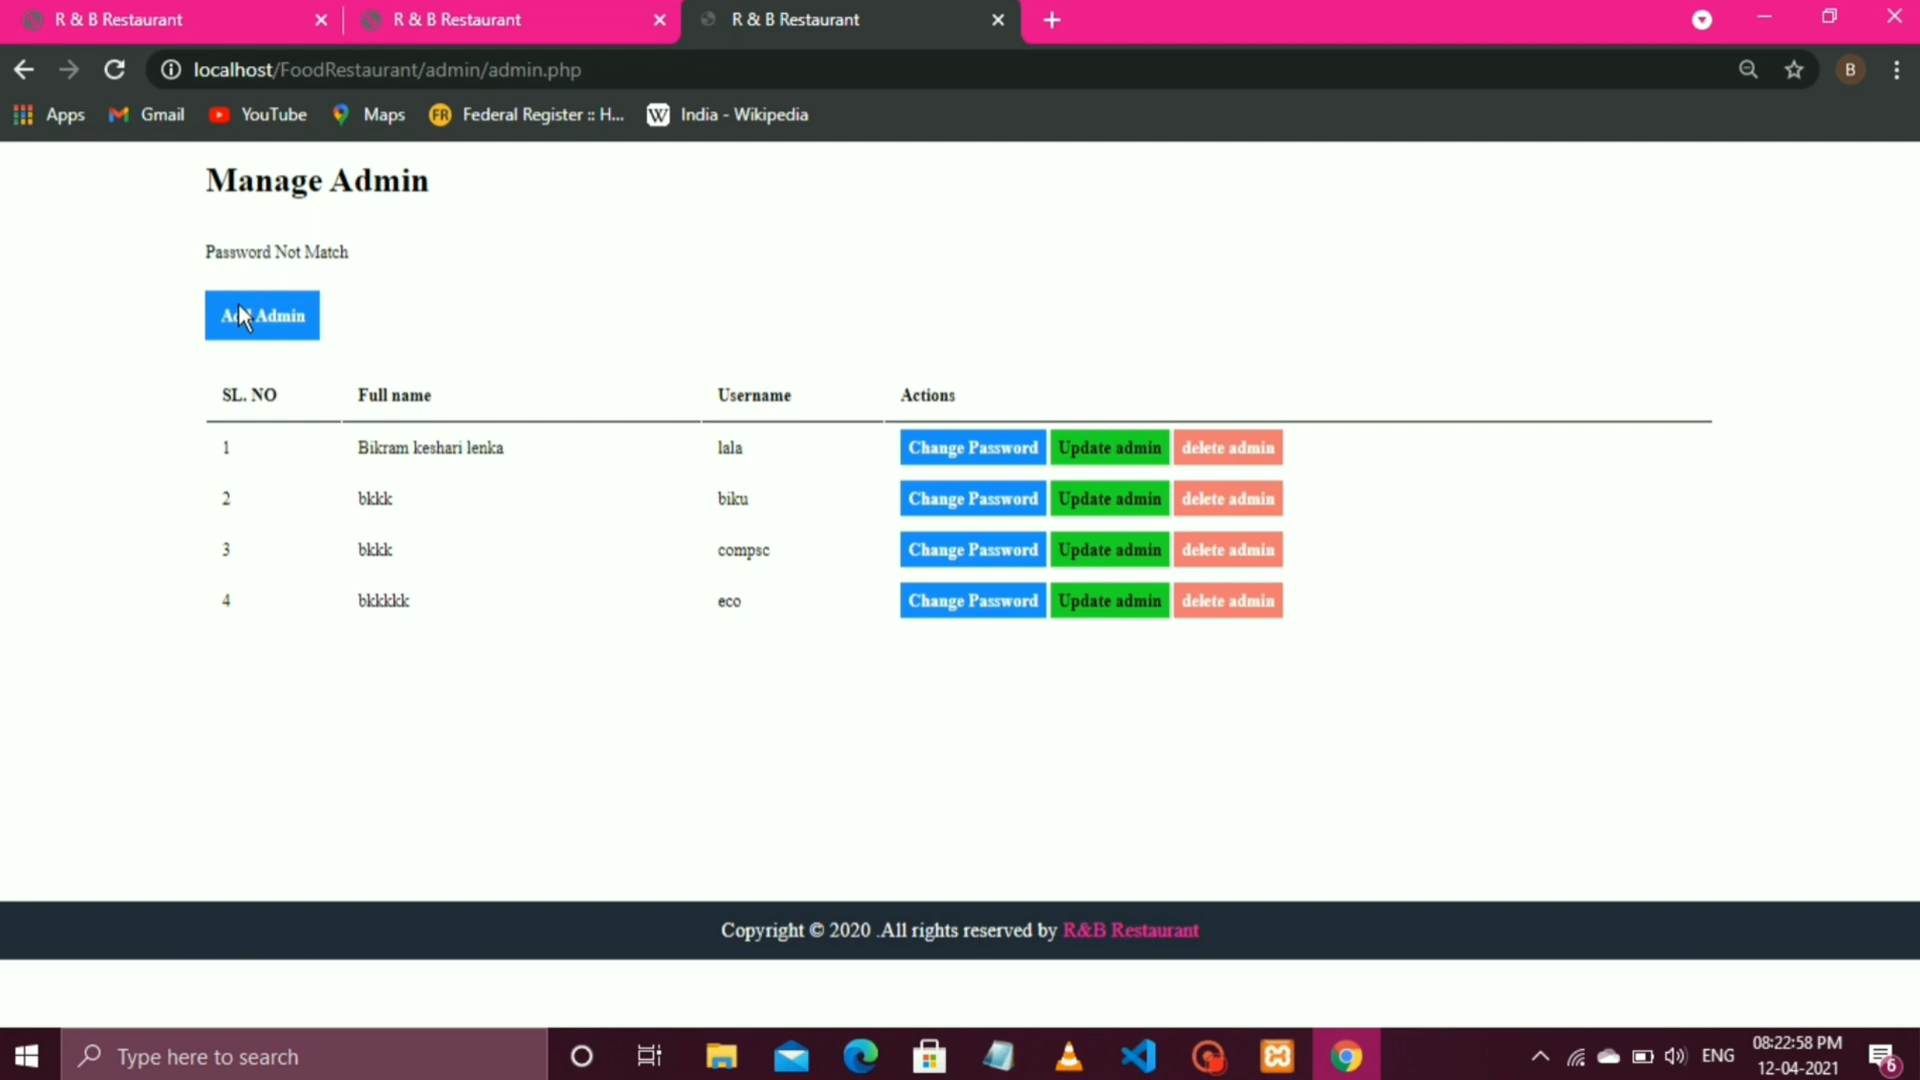 R & B Restaurant R & B Restaurant R & B Restaurant
localhost/FoodRestaurant/admin/admin.php B
Apps Gmail YouTube Maps FR Federal Register :: H... W India - Wikipedia
Manage Admin
Password Not Match
Add Admin
SL. NO Full name Username Actions
1 Bikram keshari lenka lala Change Password Update admin delete admin
2 bkkk biku Change Password Update admin delete admin
3 bkkk compsc Change Password Update admin delete admin
4 bkkkkk eco Change Password Update admin delete admin
Copyright © 2020 .All rights reserved by R&B Restaurant
Type here to search ENG 08:22:58 PM 6
12-04-2021